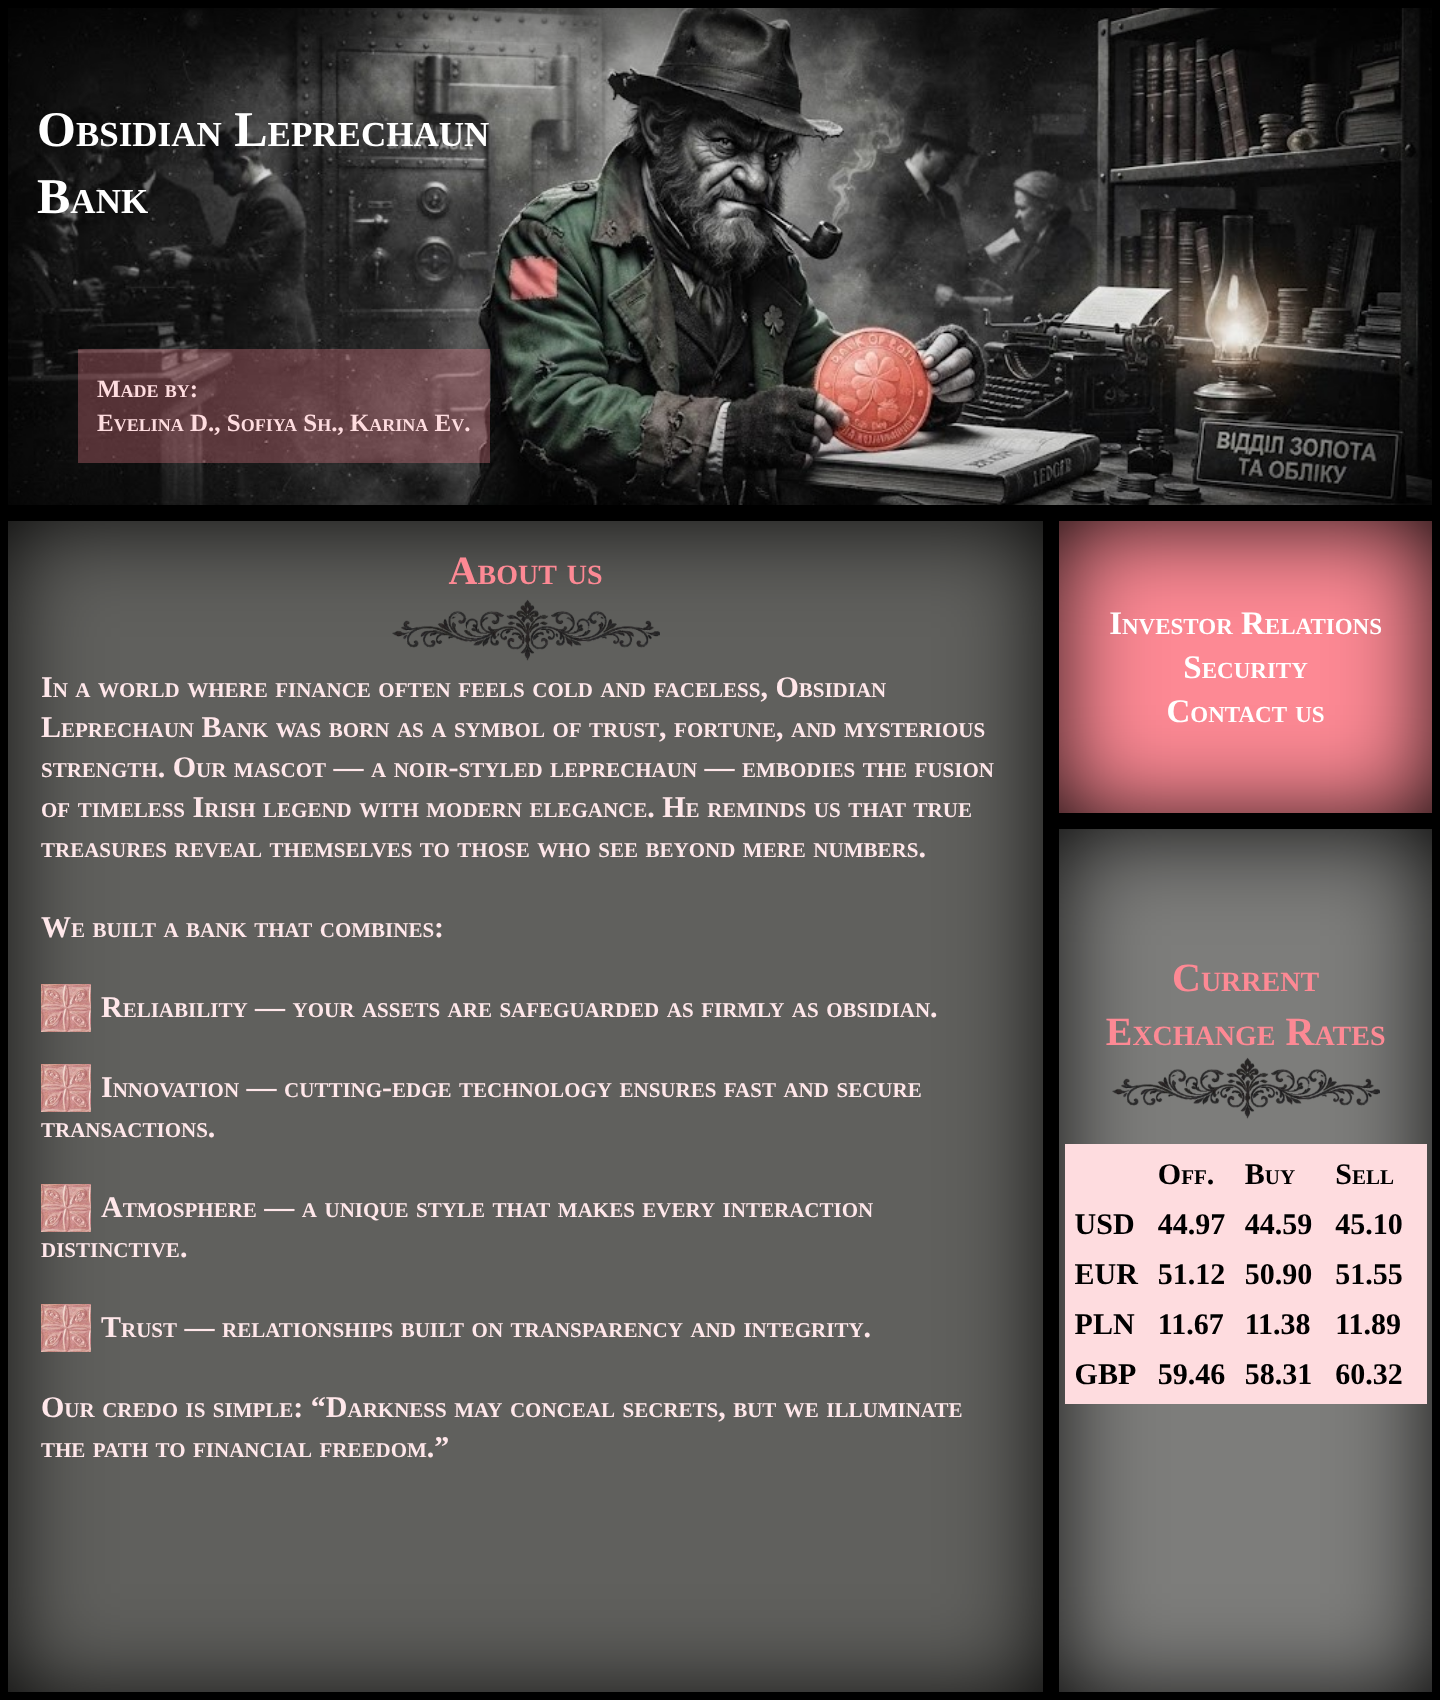 Obsidian Leprechaun
Bank
Made by:
Evelina D., Sofiya Sh., Karina Ev.
BANK OF
LEDGER
ВІДДІЛ ЗОЛОТА
ТА ОБЛІКУ
About us
In a world where finance often feels cold and faceless, Obsidian
Leprechaun Bank was born as a symbol of trust, fortune, and mysterious
strength. Our mascot — a noir-styled leprechaun — embodies the fusion
of timeless Irish legend with modern elegance. He reminds us that true
treasures reveal themselves to those who see beyond mere numbers.
We built a bank that combines:
Reliability — your assets are safeguarded as firmly as obsidian.
Innovation — cutting-edge technology ensures fast and secure
transactions.
Atmosphere — a unique style that makes every interaction
distinctive.
Trust — relationships built on transparency and integrity.
Our credo is simple: “Darkness may conceal secrets, but we illuminate
the path to financial freedom.”
Investor Relations
Security
Contact us
Current
Exchange Rates
Off. Buy Sell
USD 44.97 44.59 45.10
EUR 51.12 50.90 51.55
PLN 11.67 11.38 11.89
GBP 59.46 58.31 60.32